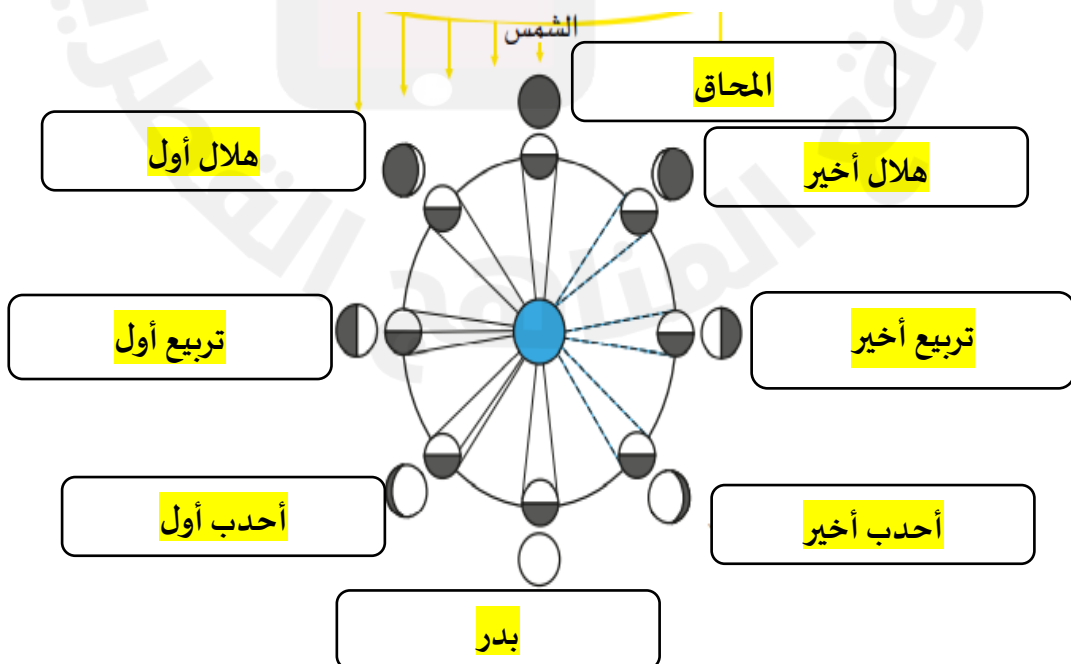 الشمس
المحاق
هلال أول
هلال أخير
تربيع أول
تربيع أخير
أحدب أول
أحدب أخير
بدر